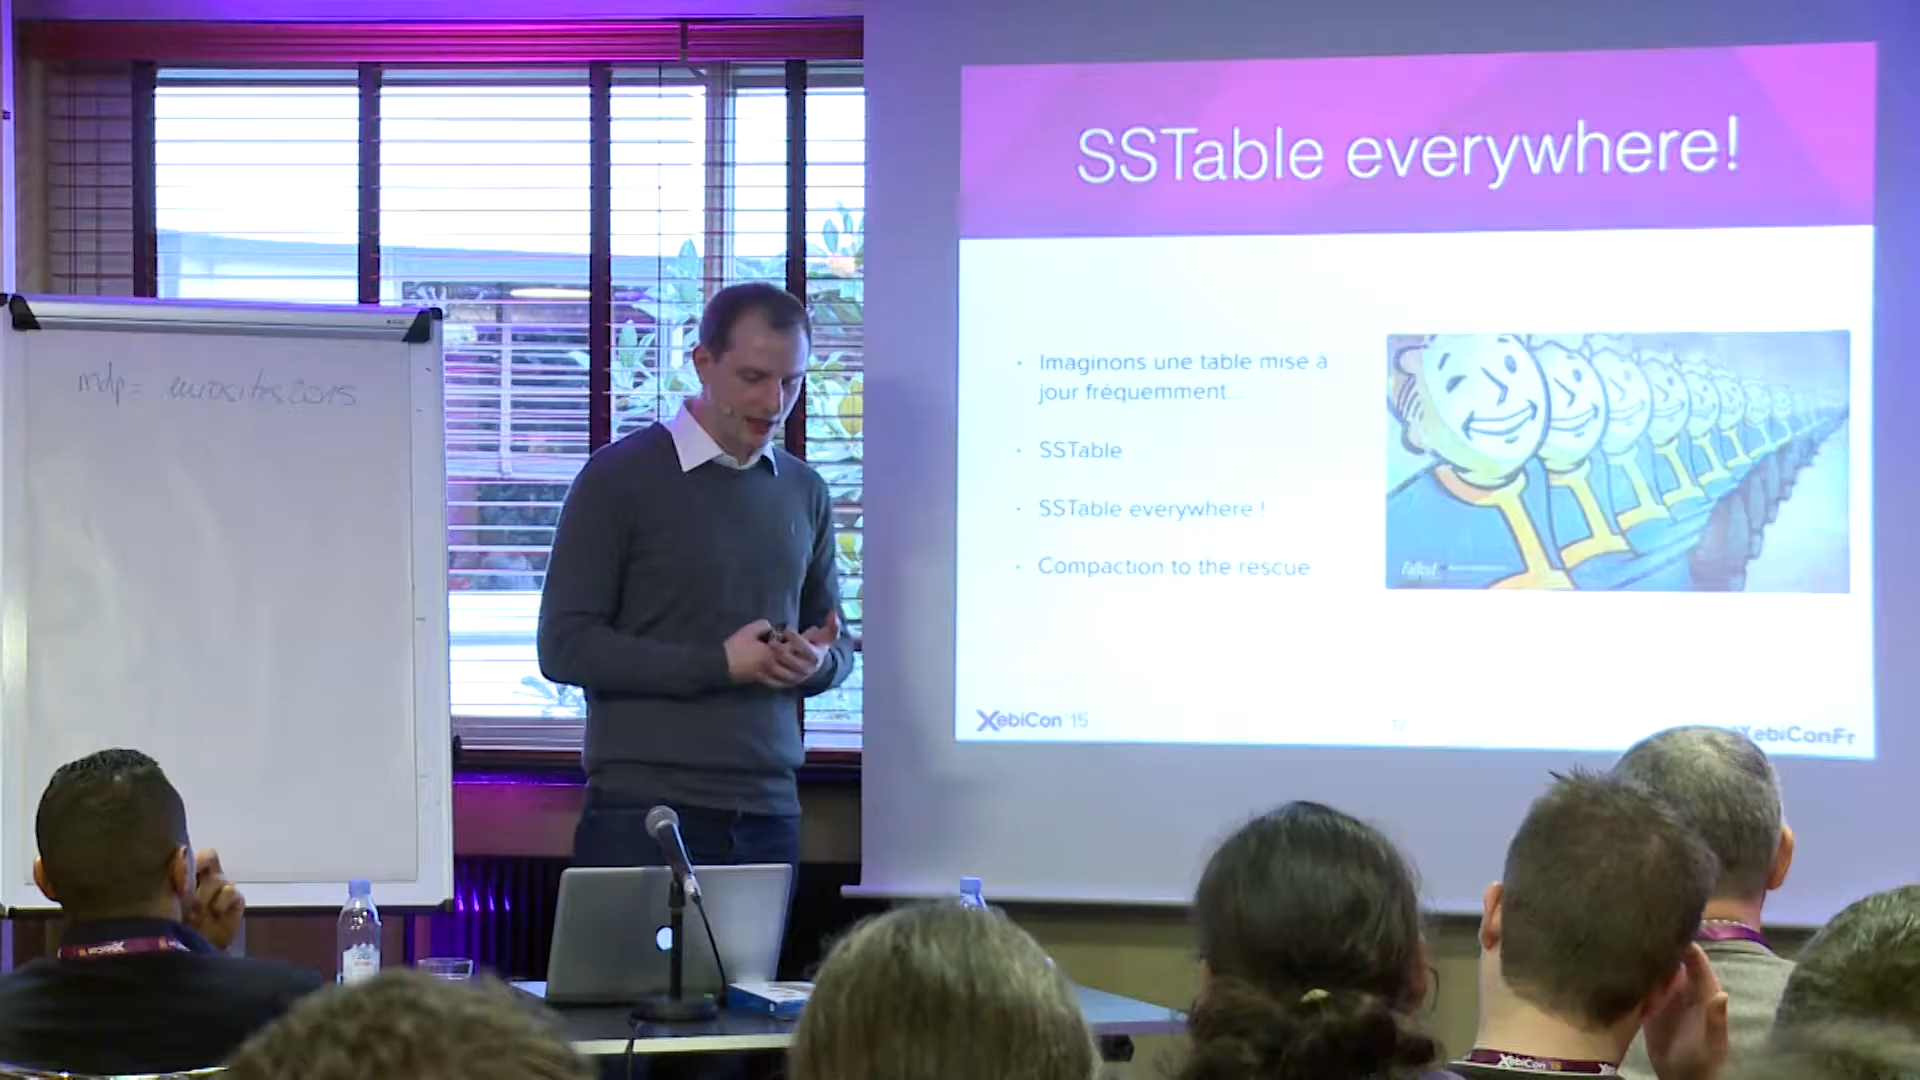 SSTable everywhere!
· Imaginons une table mise à
jour fréquemment...
· SSTable
· SSTable everywhere !
· Compaction to the rescue
XebiCon '15
XebiConFr
mdp = eurosites2015
XebiCon